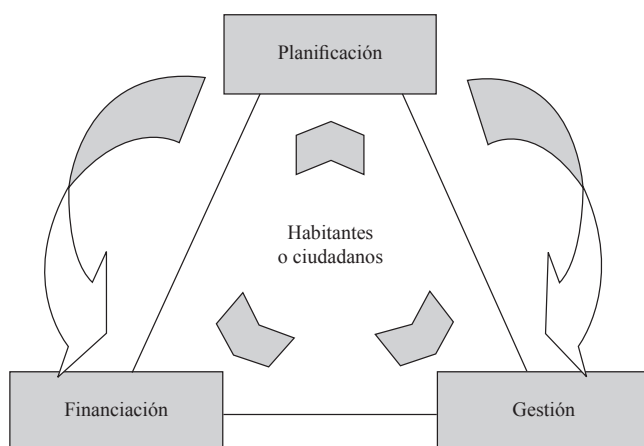 Planificación
Habitantes
o ciudadanos
Financiación
Gestión